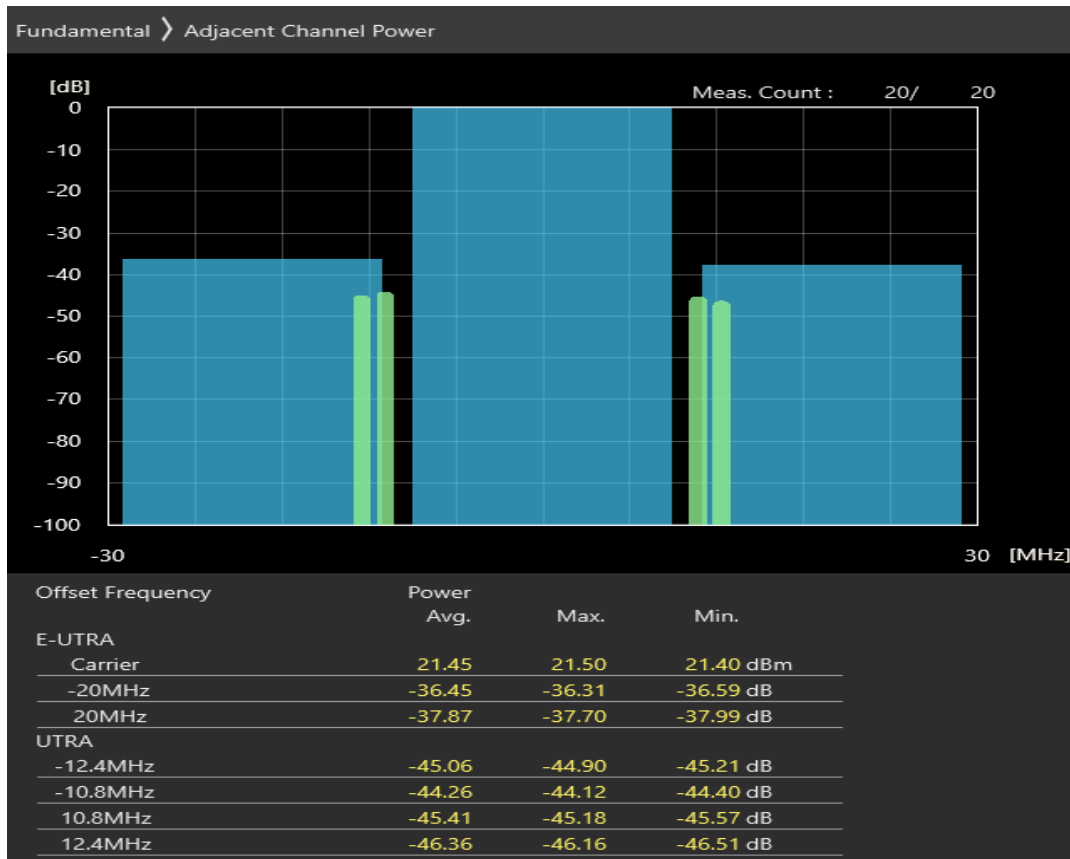 Fundamental 〉 Adjacent Channel Power
[dB]
Meas. Count : 20/ 20
0
-10
-20
-30
-40
-50
-60
-70
-80
-90
-100
-30 30 [MHz]
Offset Frequency Power
Avg. Max. Min.
E-UTRA
Carrier 21.45 21.50 21.40 dBm
-20MHz -36.45 -36.31 -36.59 dB
20MHz -37.87 -37.70 -37.99 dB
UTRA
-12.4MHz -45.06 -44.90 -45.21 dB
-10.8MHz -44.26 -44.12 -44.40 dB
10.8MHz -45.41 -45.18 -45.57 dB
12.4MHz -46.36 -46.16 -46.51 dB